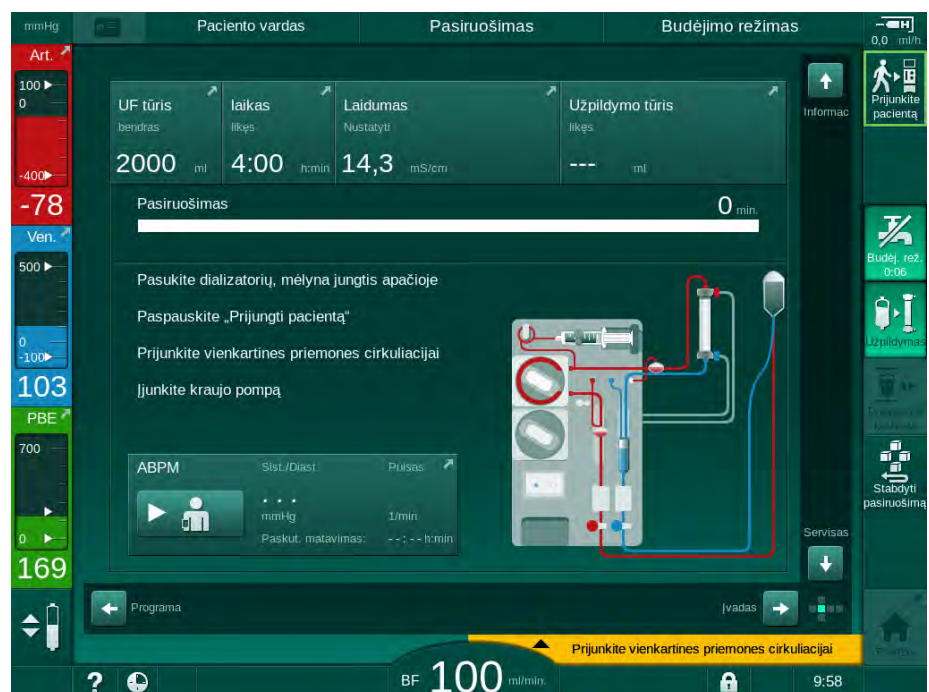 mmHg
Paciento vardas
Pasiruošimas
Budėjimo režimas
H
0,0 ml/h
Art.
100
0
-400
-78
Ven.
500
0
-100
103
PBE
700
0
169
UF tūris
bendras
2000 ml
laikas
likęs
4:00 h:min
Laidumas
Nustatyti
14,3 mS/cm
Užpildymo tūris
likęs
--- ml
Pasiruošimas
0 min.
Pasukite dializatorių, mėlyna jungtis apačioje
Paspauskite „Prijungti pacientą“
Prijunkite vienkartines priemones cirkuliacijai
Įjunkite kraujo pompą
ABPM
Sist./Diast.
Pulsas
. . .
mmHg
1/min
Paskut. matavimas:
--:-- h:min
Informac
Servisas
Programa
Įvadas
Prijunkite
pacientą
Budėj. rež.
0:06
Užpildymas
Stabdyti
pasiruošimą
Prijunkite vienkartines priemones cirkuliacijai
?
BF 100 ml/min.
9:58